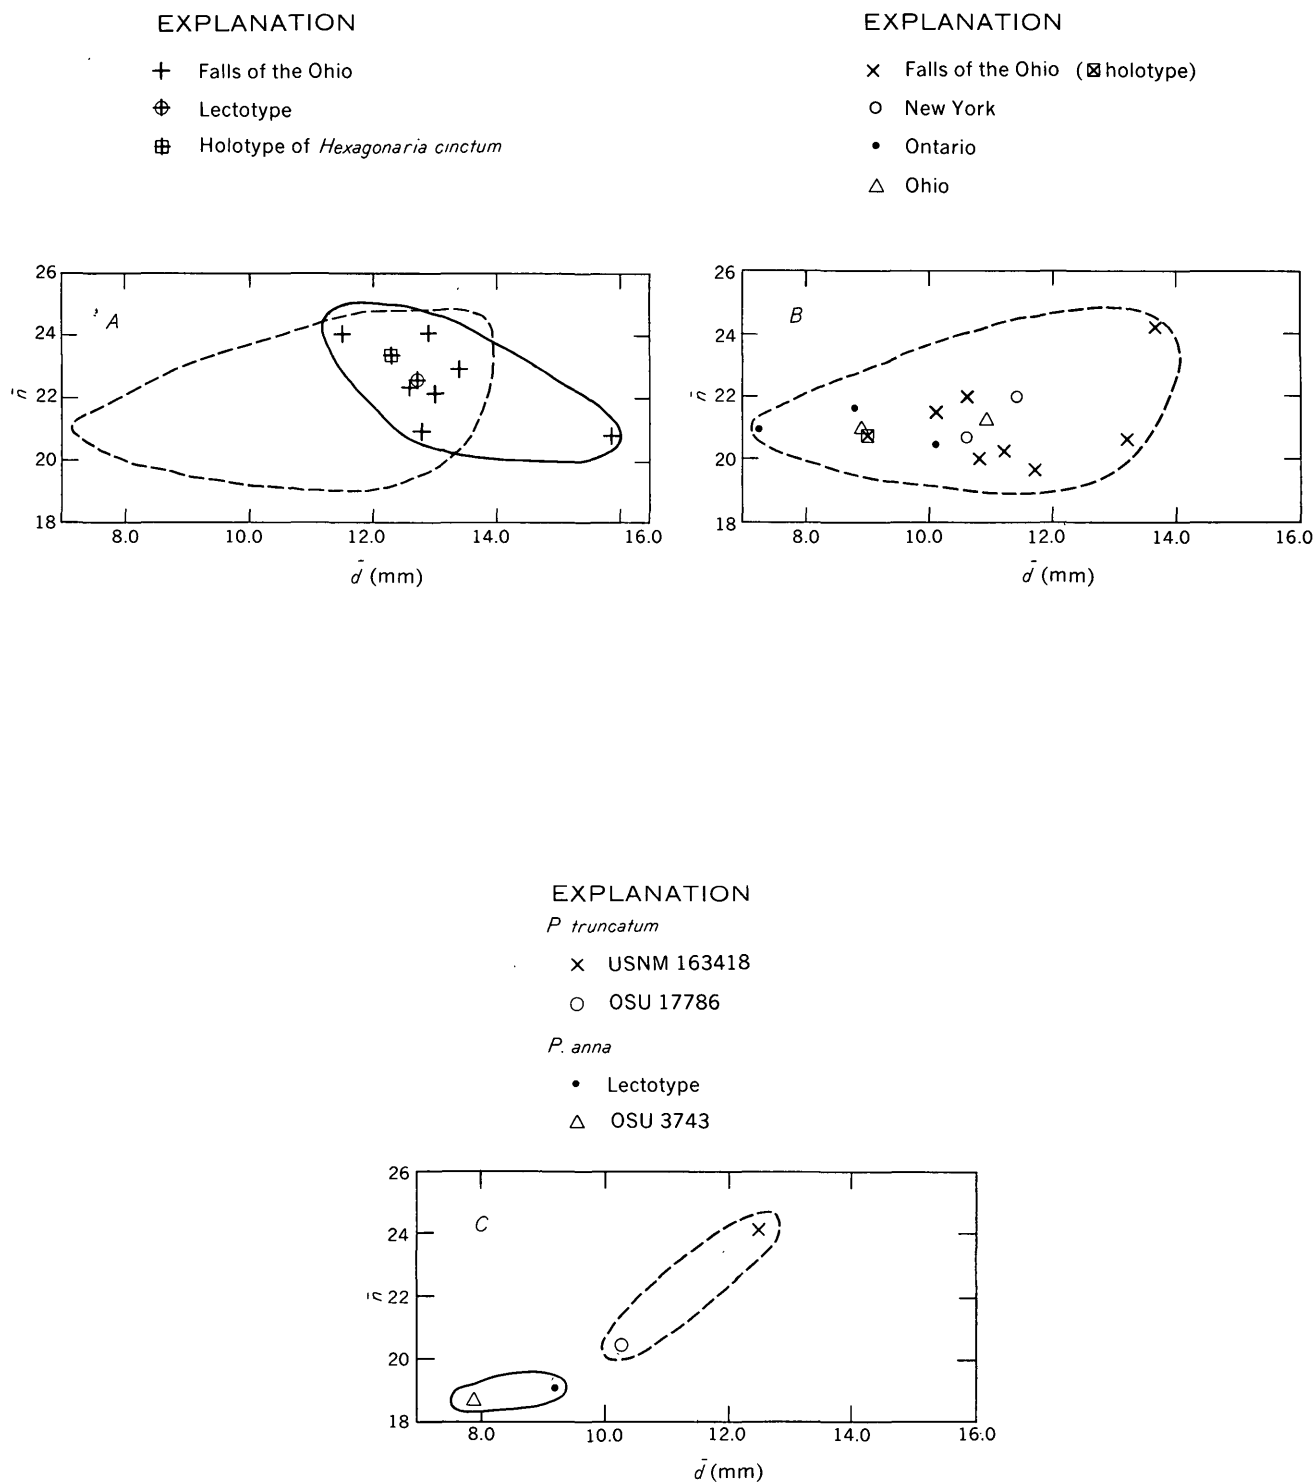 EXPLANATION
Falls of the Ohio
Lectotype
Holotype of Hexagonaria cinctum
EXPLANATION
Falls of the Ohio (holotype)
New York
Ontario
Ohio
26
24
22
20
18
n̄
A
8.0 10.0 12.0 14.0 16.0
d̄ (mm)
26
24
22
20
18
n̄
B
8.0 10.0 12.0 14.0 16.0
d̄ (mm)
EXPLANATION
P truncatum
USNM 163418
OSU 17786
P. anna
Lectotype
OSU 3743
26
24
22
20
18
n̄
C
8.0 10.0 12.0 14.0 16.0
d̄ (mm)